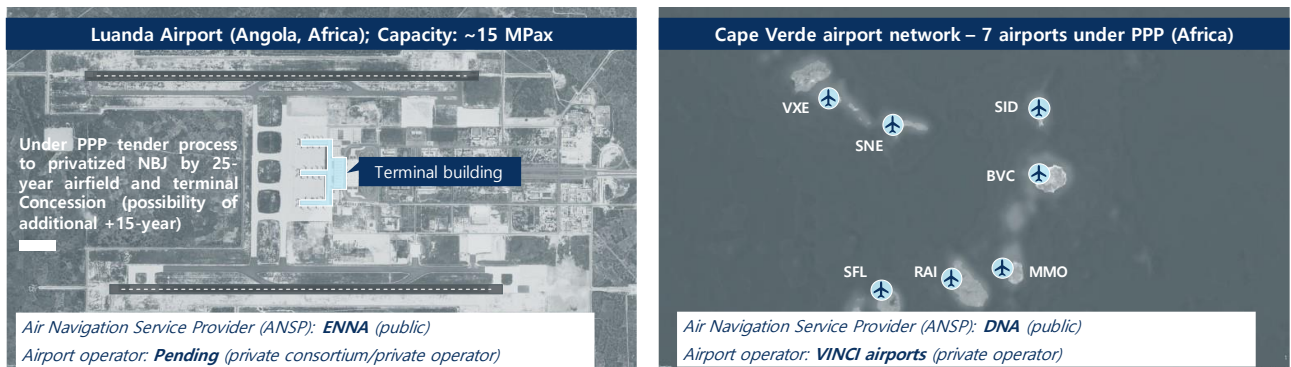 Luanda Airport (Angola, Africa); Capacity: ~15 MPax
Under PPP tender process
to privatized NBJ by 25-
year airfield and terminal
Concession (possibility of
additional +15-year)
Terminal building
Air Navigation Service Provider (ANSP): ENNA (public)
Airport operator: Pending (private consortium/private operator)
Cape Verde airport network – 7 airports under PPP (Africa)
VXE
SNE
SID
BVC
SFL
RAI
MMO
Air Navigation Service Provider (ANSP): DNA (public)
Airport operator: VINCI airports (private operator)
1